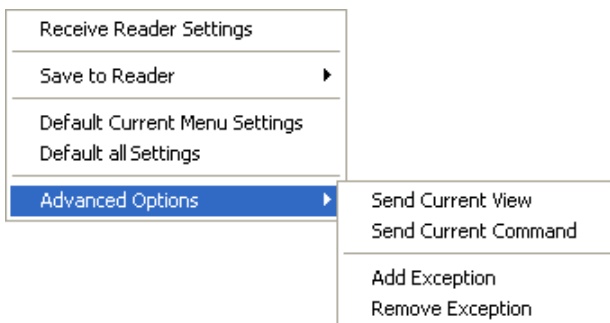 Receive Reader Settings
Save to Reader
Default Current Menu Settings
Default all Settings
Advanced Options
Send Current View
Send Current Command
Add Exception
Remove Exception